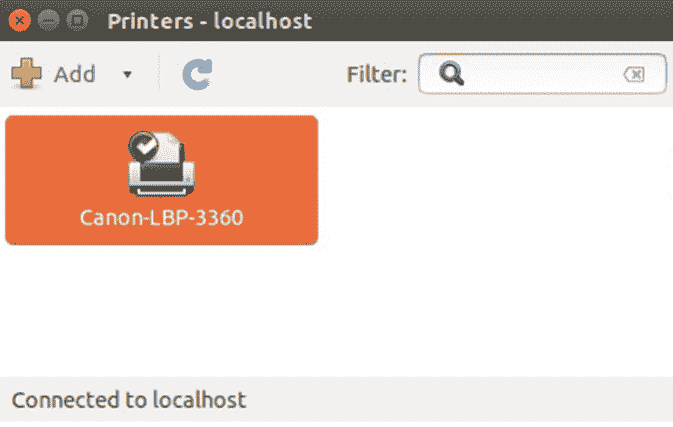 Printers - localhost
Add Filter:
Canon-LBP-3360
Connected to localhost